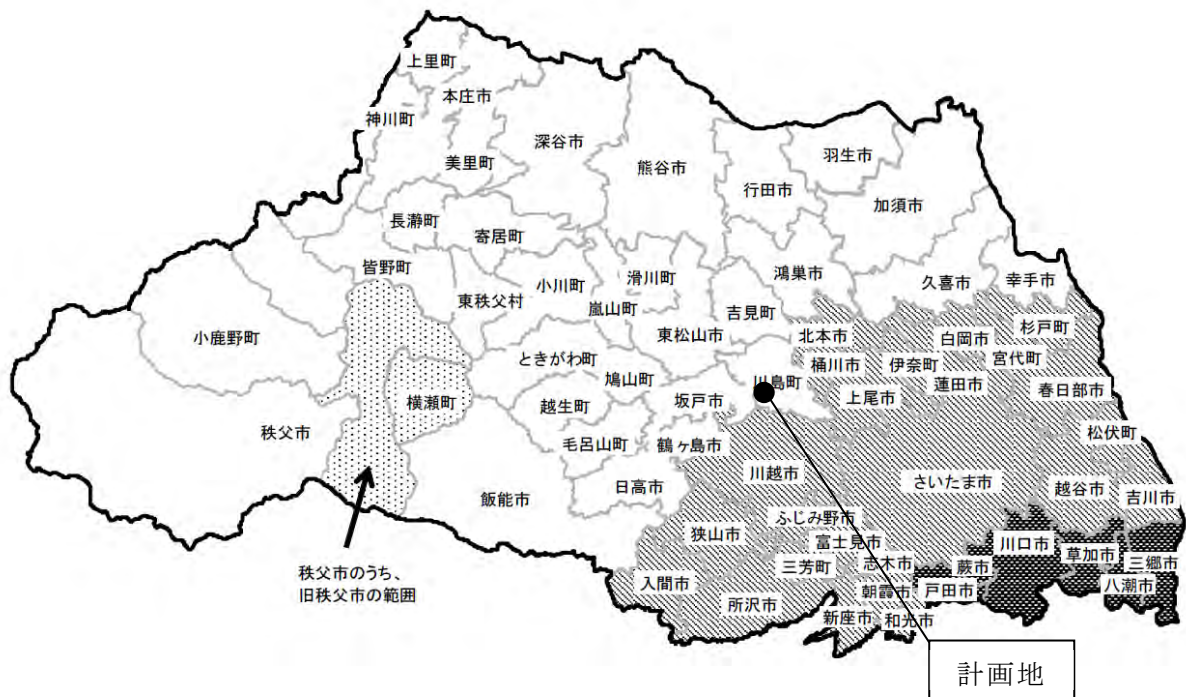 上里町
本庄市
神川町
深谷市
熊谷市
羽生市
美里町
行田市
加須市
長瀞町
寄居町
皆野町
小川町
滑川町
鴻巣市
久喜市
幸手市
東秩父村
嵐山町
吉見町
小鹿野町
東松山市
北本市
白岡市
杉戸町
ときがわ町
桶川市
伊奈町
宮代町
鳩山町
川島町
蓮田市
横瀬町
坂戸市
上尾市
春日部市
秩父市
越生町
松伏町
毛呂山町
鶴ヶ島市
川越市
さいたま市
飯能市
日高市
越谷市
吉川市
ふじみ野市
狭山市
富士見市
川口市
草加市
秩父市のうち、
旧秩父市の範囲
三芳町
志木市
蕨市
三郷市
入間市
所沢市
朝霞市
戸田市
八潮市
新座市
和光市
計画地